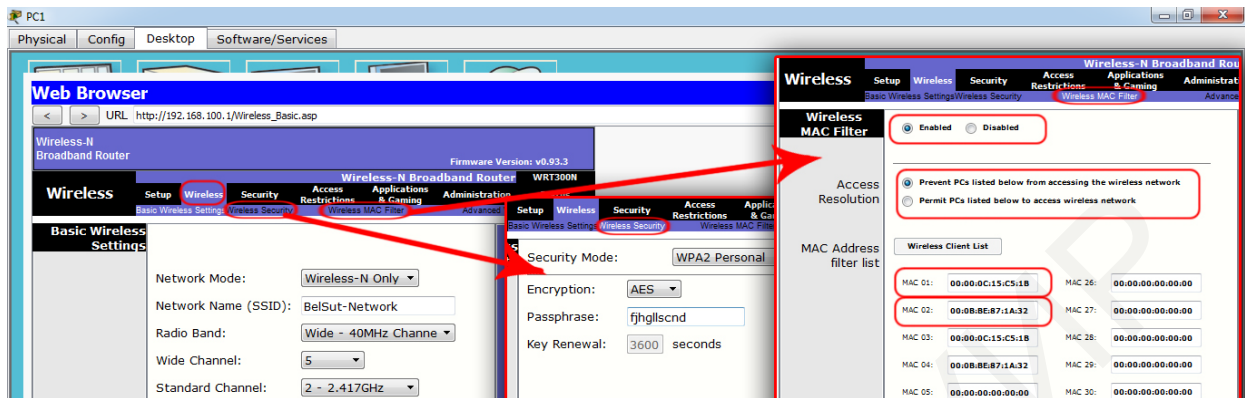 PC1
Physical Config Desktop Software/Services
Web Browser
< > URL http://192.168.100.1/Wireless_Basic.asp
Wireless-N
Broadband Router
Firmware Version: v0.93.3
Wireless-N Broadband Router WRT300N
Wireless Setup Wireless Security Access Restrictions Applications & Gaming Administration
Basic Wireless Settings Wireless Security Wireless MAC Filter Advanced
Basic Wireless
Settings
Network Mode: Wireless-N Only
Network Name (SSID): BelSut-Network
Radio Band: Wide - 40MHz Channe
Wide Channel: 5
Standard Channel: 2 - 2.417GHz
Setup Wireless Security Access Restrictions Applica
& Ga
Basic Wireless Settings Wireless Security Wireless MAC Filte
Security Mode: WPA2 Personal
Encryption: AES
Passphrase: fjhgllscnd
Key Renewal: 3600 seconds
Wireless-N Broadband Rou
Wireless Setup Wireless Security Access Restrictions Applications & Gaming Administrat
Basic Wireless Settings Wireless Security Wireless MAC Filter Advance
Wireless
MAC Filter
Enabled Disabled
Access
Resolution
Prevent PCs listed below from accessing the wireless network
Permit PCs listed below to access wireless network
MAC Address
filter list
Wireless Client List
MAC 01: 00:00:0C:15:C5:1B MAC 26: 00:00:00:00:00:00
MAC 02: 00:0B:BE:87:1A:32 MAC 27: 00:00:00:00:00:00
MAC 03: 00:00:0C:15:C5:1B MAC 28: 00:00:00:00:00:00
MAC 04: 00:0B:BE:87:1A:32 MAC 29: 00:00:00:00:00:00
MAC 05: 00:00:00:00:00:00 MAC 30: 00:00:00:00:00:00